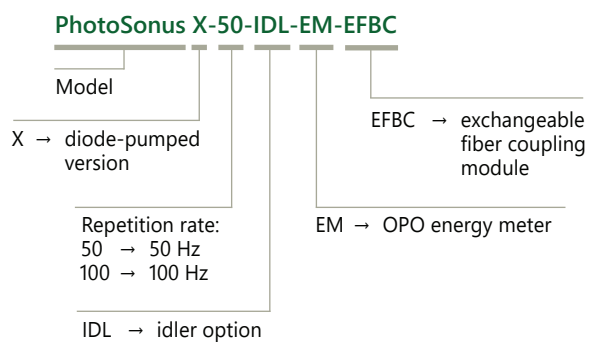 PhotoSonus X-50-IDL-EM-EFBC
Model
X → diode-pumped
version
EFBC → exchangeable
fiber coupling
module
Repetition rate:
50 → 50 Hz
100 → 100 Hz
EM → OPO energy meter
IDL → idler option